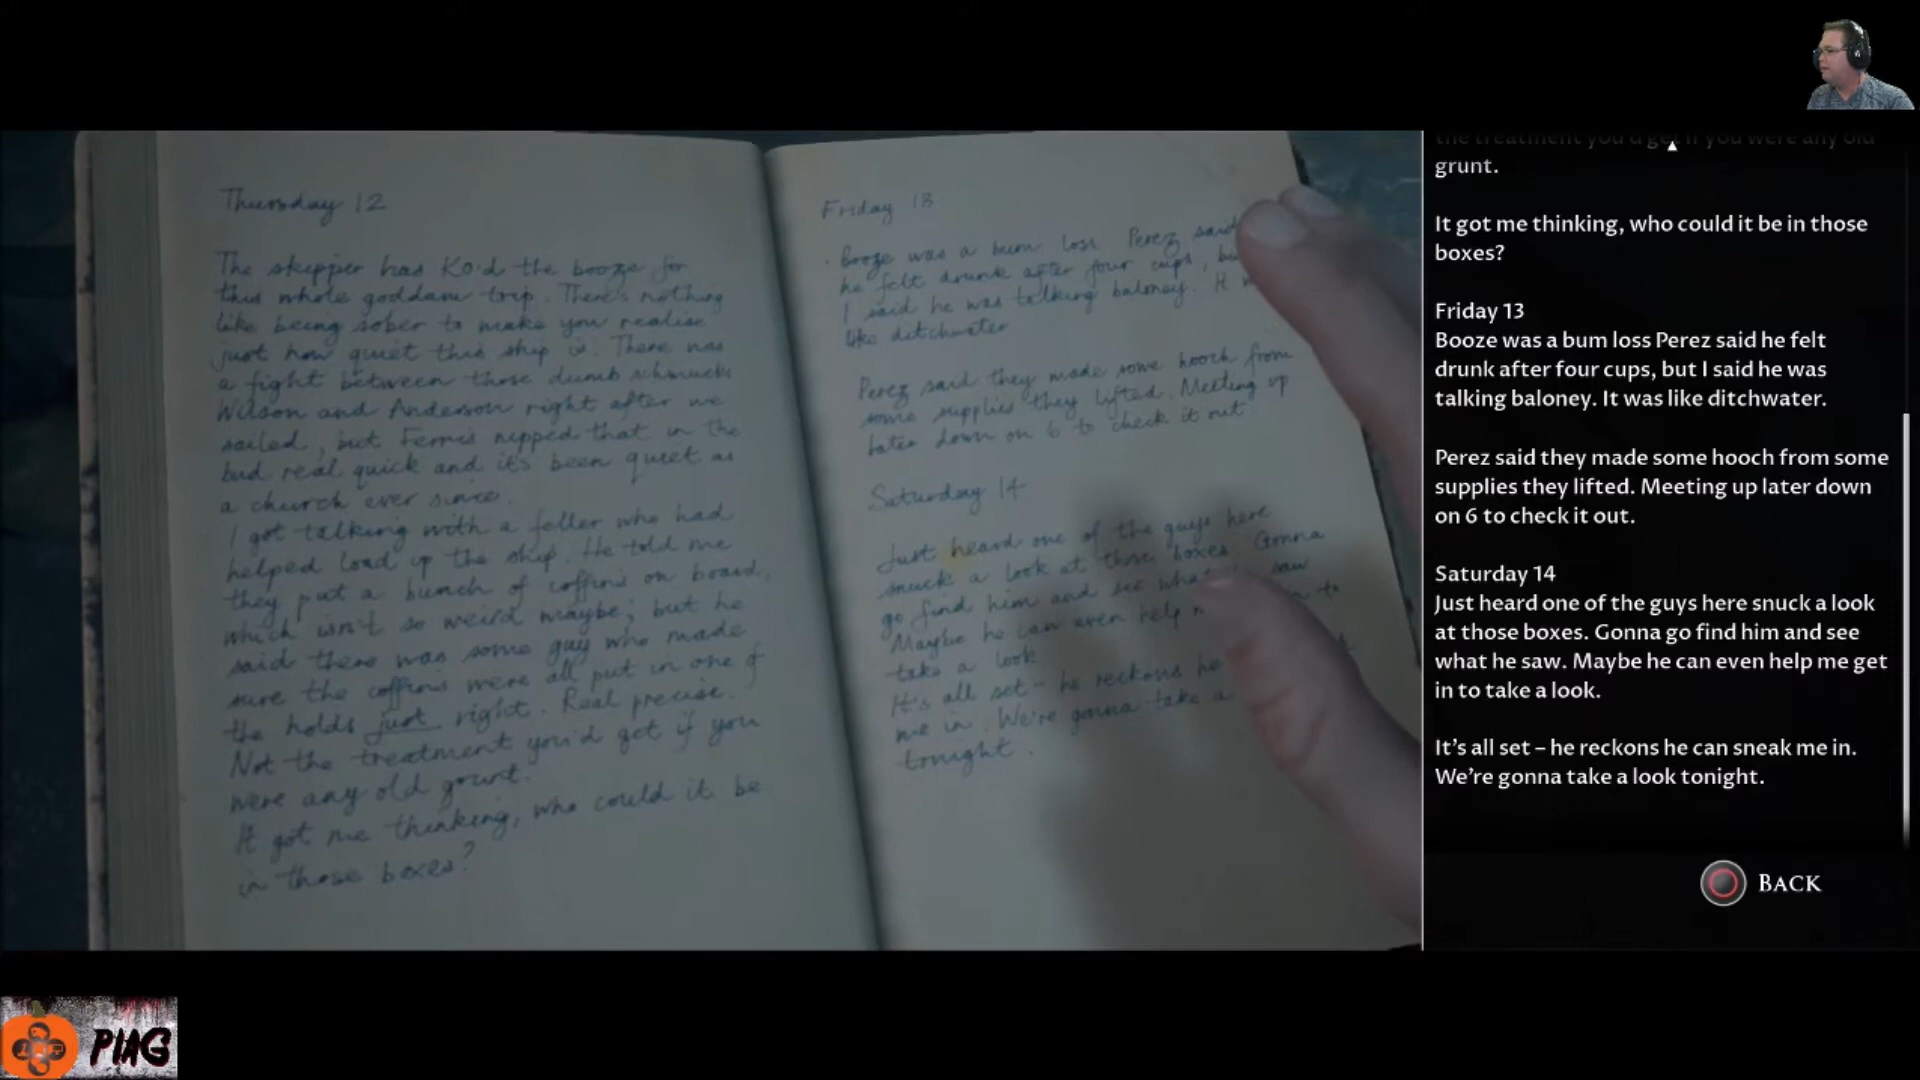 Thursday 12
The skipper has KO'd the booze for
this whole goddam trip. There's nothing
like being sober to make you realise
just how quiet this ship is. There was
a fight between those dumb schmucks
Wilson and Anderson right after we
sailed, but Ferris nipped that in the
bud real quick and it's been quiet as
a church ever since.
I got talking with a feller who had
helped load up the ship. He told me
they put a bunch of coffins on board,
which isn't so weird maybe; but he
said there was some guy who made
sure the coffins were all put in one of
the holds just right. Real precise.
Not the treatment you'd get if you
were any old grunt.
It got me thinking, who could it be
in those boxes?
Friday 13
Booze was a bum loss. Perez said
he felt drunk after four cups, bu
I said he was talking baloney. It w
like ditchwater
Perez said they made some hooch from
some supplies they lifted. Meeting up
later down on 6 to check it out
Saturday 14
Just heard one of the guys here
snuck a look at those boxes. Gonna
go find him and see what he saw
Maybe he can even help to
take a look
It's all set - he reckons he
me in. We're gonna take a
tonight.
the treatment you'd get if you were any old
grunt.
It got me thinking, who could it be in those
boxes?
Friday 13
Booze was a bum loss Perez said he felt
drunk after four cups, but I said he was
talking baloney. It was like ditchwater.
Perez said they made some hooch from some
supplies they lifted. Meeting up later down
on 6 to check it out.
Saturday 14
Just heard one of the guys here snuck a look
at those boxes. Gonna go find him and see
what he saw. Maybe he can even help me get
in to take a look.
It's all set – he reckons he can sneak me in.
We're gonna take a look tonight.
BACK
PIAG